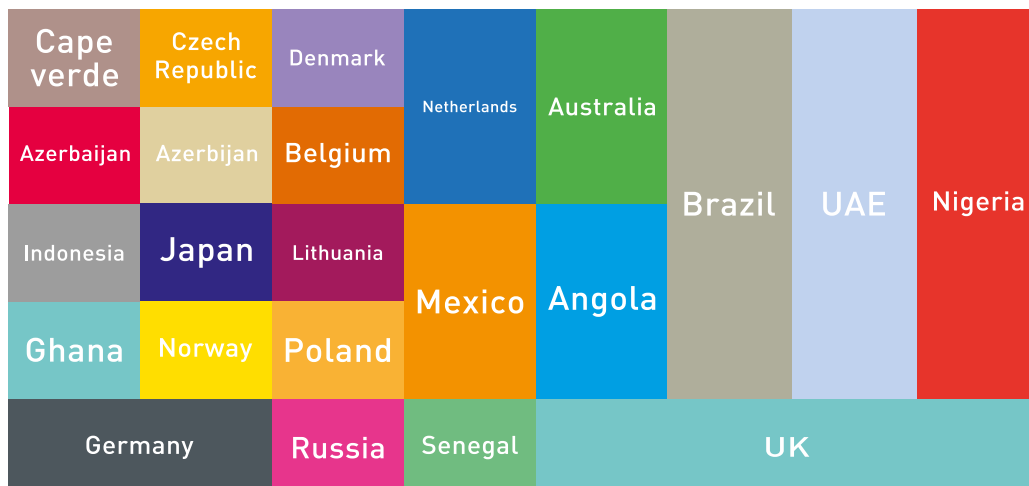 Cape
verde
Czech
Republic
Denmark
Netherlands
Australia
Azerbaijan
Azerbijan
Belgium
Brazil
UAE
Nigeria
Indonesia
Japan
Lithuania
Mexico
Angola
Ghana
Norway
Poland
Germany
Russia
Senegal
UK